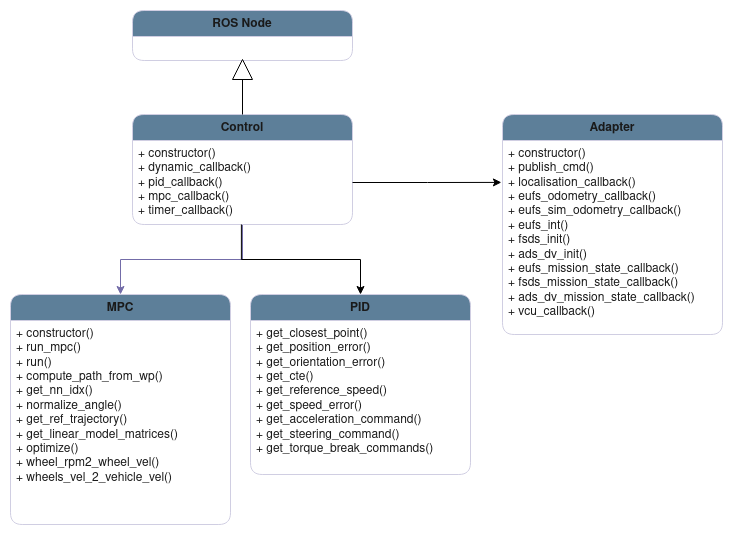 ROS Node
Control
+ constructor()
+ dynamic_callback()
+ pid_callback()
+ mpc_callback()
+ timer_callback()
Adapter
+ constructor()
+ publish_cmd()
+ localisation_callback()
+ eufs_odometry_callback()
+ eufs_sim_odometry_callback()
+ eufs_int()
+ fsds_init()
+ ads_dv_init()
+ eufs_mission_state_callback()
+ fsds_mission_state_callback()
+ ads_dv_mission_state_callback()
+ vcu_callback()
MPC
+ constructor()
+ run_mpc()
+ run()
+ compute_path_from_wp()
+ get_nn_idx()
+ normalize_angle()
+ get_ref_trajectory()
+ get_linear_model_matrices()
+ optimize()
+ wheel_rpm2_wheel_vel()
+ wheels_vel_2_vehicle_vel()
PID
+ get_closest_point()
+ get_position_error()
+ get_orientation_error()
+ get_cte()
+ get_reference_speed()
+ get_speed_error()
+ get_acceleration_command()
+ get_steering_command()
+ get_torque_break_commands()